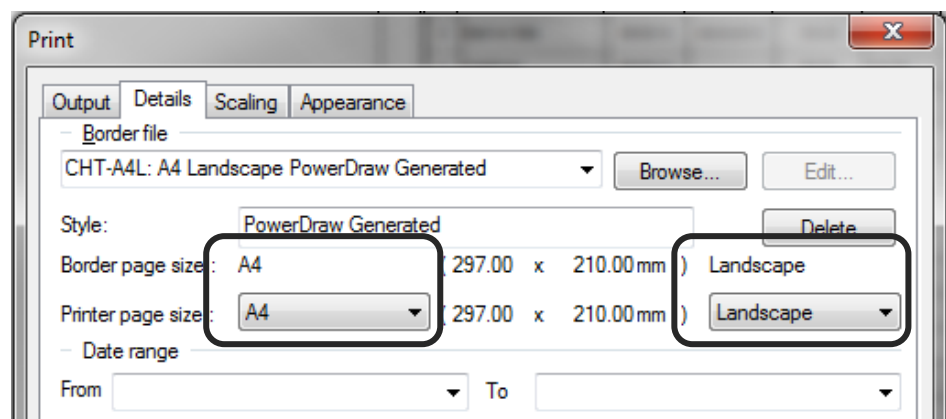 Print
Output Details Scaling Appearance
Border file
CHT-A4L: A4 Landscape PowerDraw Generated Browse... Edit...
Style: PowerDraw Generated Delete
Border page size: A4 ( 297.00 x 210.00 mm ) Landscape
Printer page size: A4 ( 297.00 x 210.00 mm ) Landscape
Date range
From To